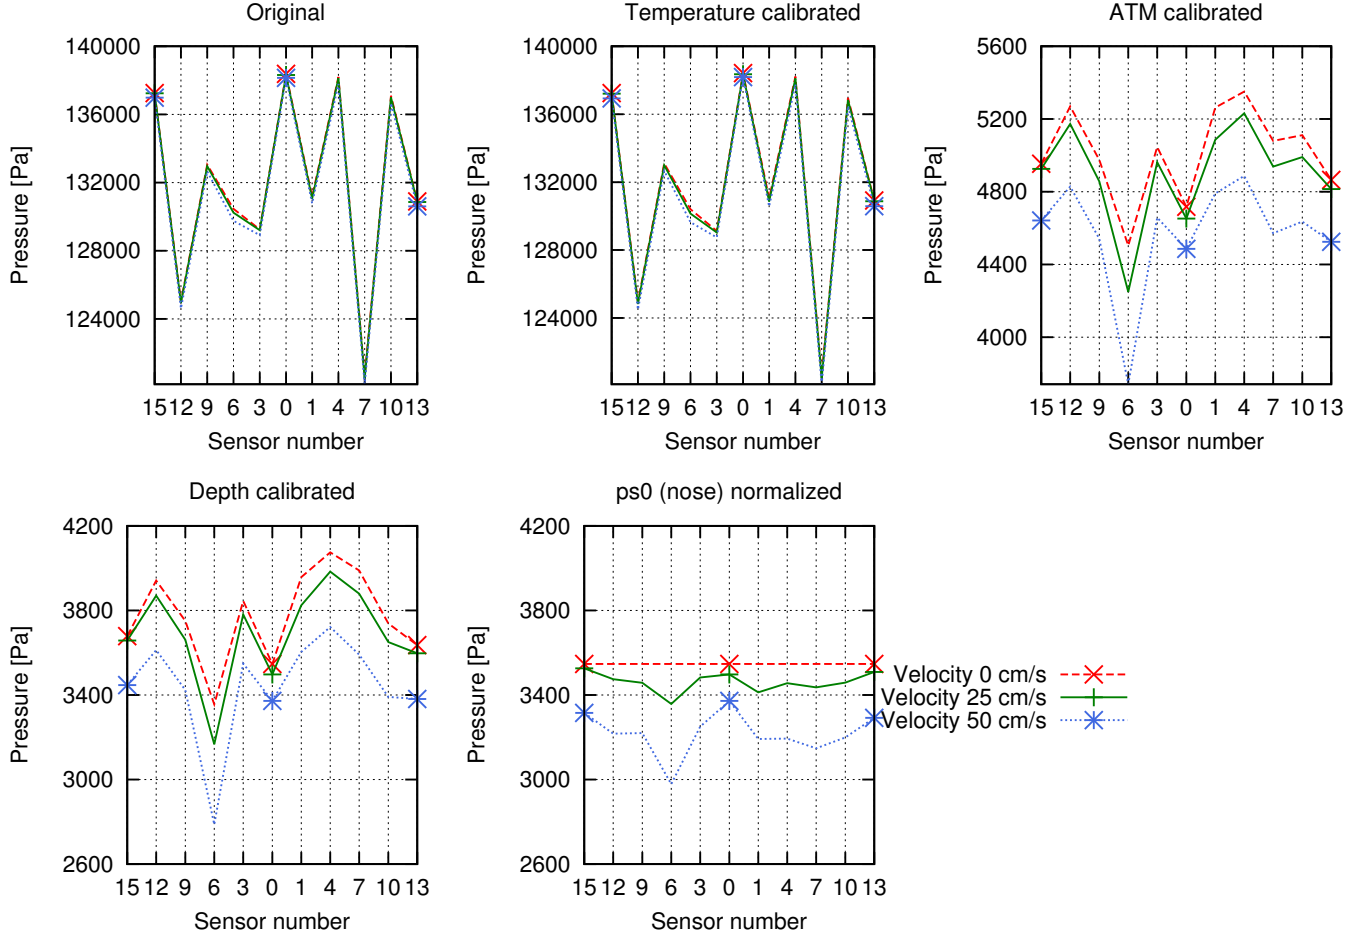 Original
Pressure [Pa]
140000
136000
132000
128000
124000
15 12 9 6 3 0 1 4 7 10 13
Sensor number
Temperature calibrated
Pressure [Pa]
140000
136000
132000
128000
124000
15 12 9 6 3 0 1 4 7 10 13
Sensor number
ATM calibrated
Pressure [Pa]
5600
5200
4800
4400
4000
15 12 9 6 3 0 1 4 7 10 13
Sensor number
Depth calibrated
Pressure [Pa]
4200
3800
3400
3000
2600
15 12 9 6 3 0 1 4 7 10 13
Sensor number
ps0 (nose) normalized
Pressure [Pa]
4200
3800
3400
3000
2600
15 12 9 6 3 0 1 4 7 10 13
Sensor number
Velocity 0 cm/s
Velocity 25 cm/s
Velocity 50 cm/s